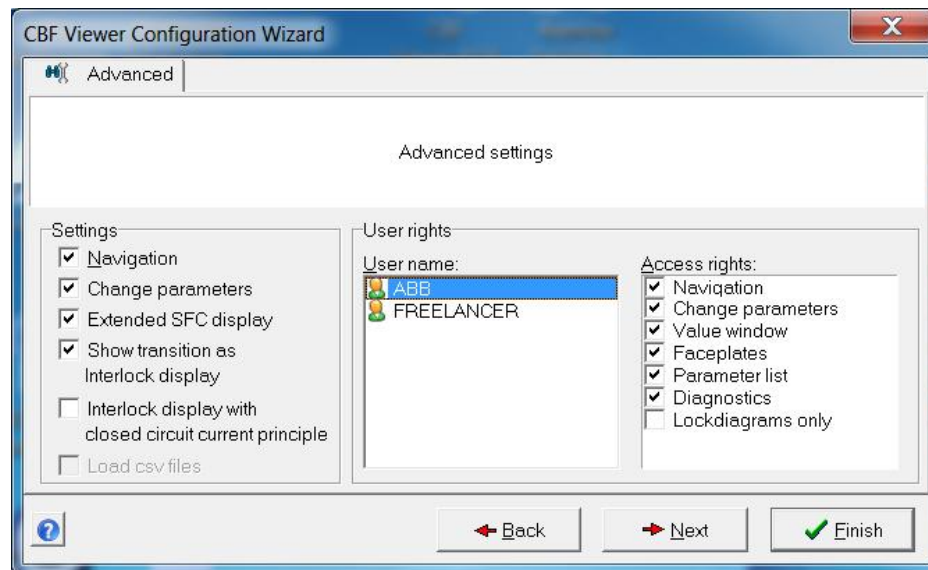 CBF Viewer Configuration Wizard
Advanced
Advanced settings
Settings
Navigation
Change parameters
Extended SFC display
Show transition as
Interlock display
Interlock display with
closed circuit current principle
Load csv files
User rights
User name:
ABB
FREELANCER
Access rights:
Navigation
Change parameters
Value window
Faceplates
Parameter list
Diagnostics
Lockdiagrams only
Back
Next
Finish